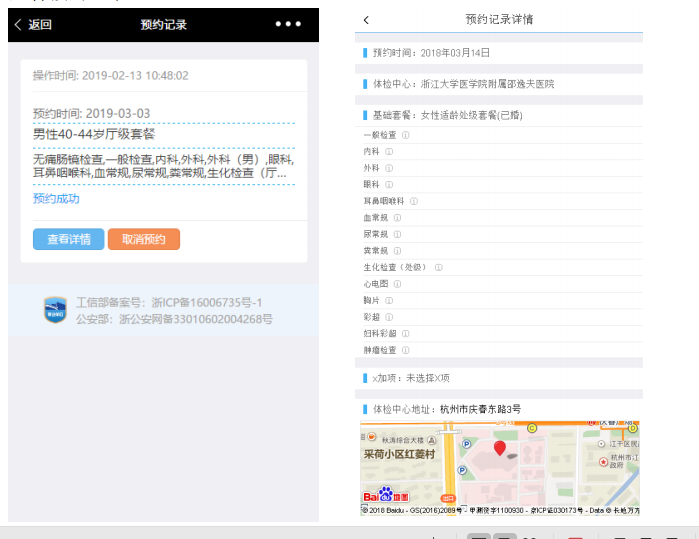 返回
预约记录
操作时间: 2019-02-13 10:48:02
预约时间: 2019-03-03
男性40-44岁厅级套餐
无痛肠镜检查,一般检查,内科,外科,外科（男）,眼科,
耳鼻咽喉科,血常规,尿常规,粪常规,生化检查（厅...
预约成功
查看详情
取消预约
工信部备案号：浙ICP备16006735号-1
公安部：浙公安网备33010602004268号
预约记录详情
预约时间：2018年03月14日
体检中心：浙江大学医学院附属邵逸夫医院
基础套餐：女性适龄处级套餐(已婚)
一般检查
内科
外科
眼科
耳鼻咽喉科
血常规
尿常规
粪常规
生化检查（处级）
心电图
胸片
彩超
妇科彩超
肿瘤检查
x加项：未选择X项
体检中心地址：杭州市庆春东路3号
秋涛综合大楼
采荷小区红菱村
江干区
杭州市江
政府
出口
Baidu地图
© 2018 Baidu - GS(2016)2089号 - 甲测资字1100930 - 京ICP证030173号 - Data © 长地万方